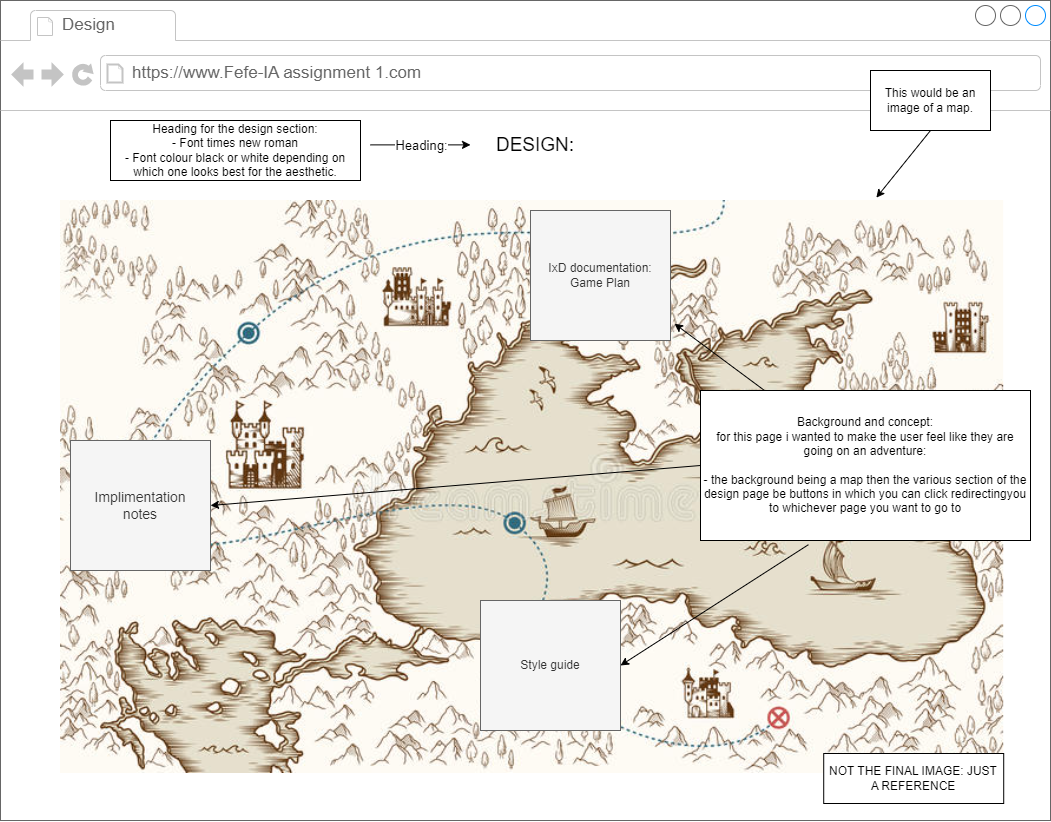 Design
https://www.Fefe-IA assignment 1.com
This would be an
image of a map.
Heading for the design section:
- Font times new roman
- Font colour black or white depending on
which one looks best for the aesthetic.
Heading:
DESIGN:
IxD documentation:
Game Plan
Background and concept:
for this page i wanted to make the user feel like they are
going on an adventure:
- the background being a map then the various section of the
design page be buttons in which you can click redirectingyou
to whichever page you want to go to
Implimentation
notes
Style guide
NOT THE FINAL IMAGE: JUST
A REFERENCE